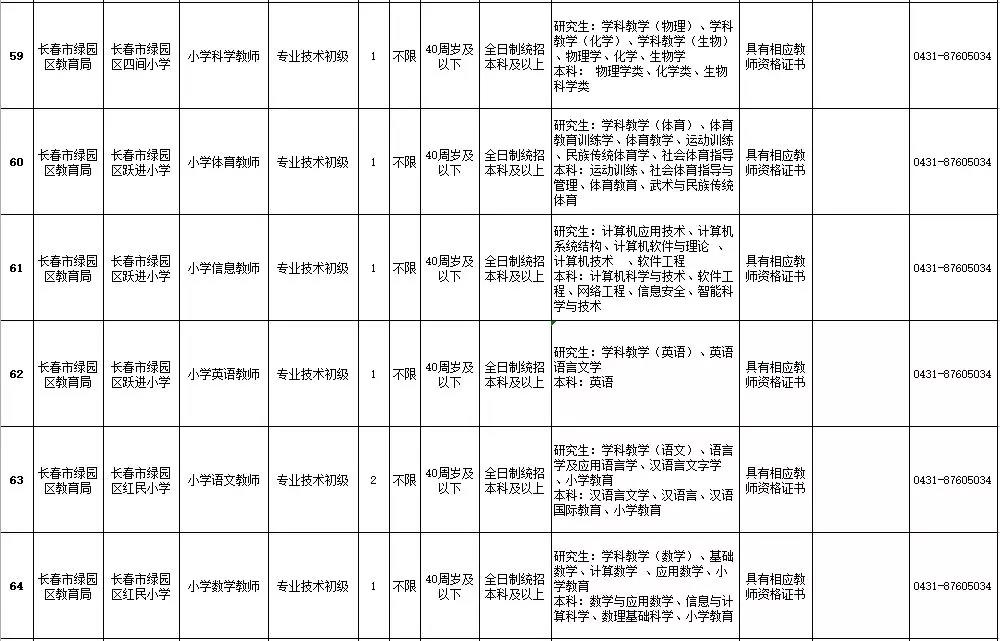 59
长春市绿园
区教育局
长春市绿园
区四间小学
小学科学教师
专业技术初级
1
不限
40周岁及
以下
全日制统招
本科及以上
研究生：学科教学（物理）、学科
教学（化学）、学科教学（生物）
、物理学、化学、生物学
本科： 物理学类、化学类、生物
科学类
具有相应教
师资格证书
0431-87605034
60
长春市绿园
区教育局
长春市绿园
区跃进小学
小学体育教师
专业技术初级
1
不限
40周岁及
以下
全日制统招
本科及以上
研究生：学科教学（体育）、体育
教育训练学、体育教学、运动训练
、民族传统体育学、社会体育指导
本科：运动训练、社会体育指导与
管理、体育教育、武术与民族传统
体育
具有相应教
师资格证书
0431-87605034
61
长春市绿园
区教育局
长春市绿园
区跃进小学
小学信息教师
专业技术初级
1
不限
40周岁及
以下
全日制统招
本科及以上
研究生：计算机应用技术、计算机
系统结构、计算机软件与理论 、
计算机技术 、软件工程
本科：计算机科学与技术、软件工
程、网络工程、信息安全、智能科
学与技术
具有相应教
师资格证书
0431-87605034
62
长春市绿园
区教育局
长春市绿园
区跃进小学
小学英语教师
专业技术初级
1
不限
40周岁及
以下
全日制统招
本科及以上
研究生：学科教学（英语）、英语
语言文学
本科：英语
具有相应教
师资格证书
0431-87605034
63
长春市绿园
区教育局
长春市绿园
区红民小学
小学语文教师
专业技术初级
2
不限
40周岁及
以下
全日制统招
本科及以上
研究生：学科教学（语文）、语言
学及应用语言学、汉语言文字学
、小学教育
本科：汉语言文学、汉语言、汉语
国际教育、小学教育
具有相应教
师资格证书
0431-87605034
64
长春市绿园
区教育局
长春市绿园
区红民小学
小学数学教师
专业技术初级
1
不限
40周岁及
以下
全日制统招
本科及以上
研究生：学科教学（数学）、基础
数学、计算数学 、应用数学、小
学教育
本科：数学与应用数学、信息与计
算科学、数理基础科学、小学教育
具有相应教
师资格证书
0431-87605034